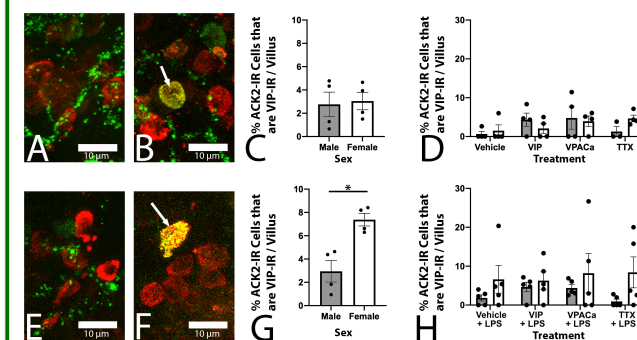 A
10 µm
B
10 µm
C
% ACK2-IR Cells that
are VIP-IR / Villus
10
8
6
4
2
0
Male Female
Sex
D
% ACK2-IR Cells that
are VIP-IR / Villus
30
20
10
0
Vehicle VIP VPACa TTX
Treatment
E
10 µm
F
10 µm
G
% ACK2-IR Cells that
are VIP-IR / Villus
10
8
6
4
2
0
*
Male Female
Sex
H
% ACK2-IR Cells that
are VIP-IR / Villus
30
20
10
0
Vehicle VIP VPACa TTX
+ LPS + LPS + LPS + LPS
Treatment